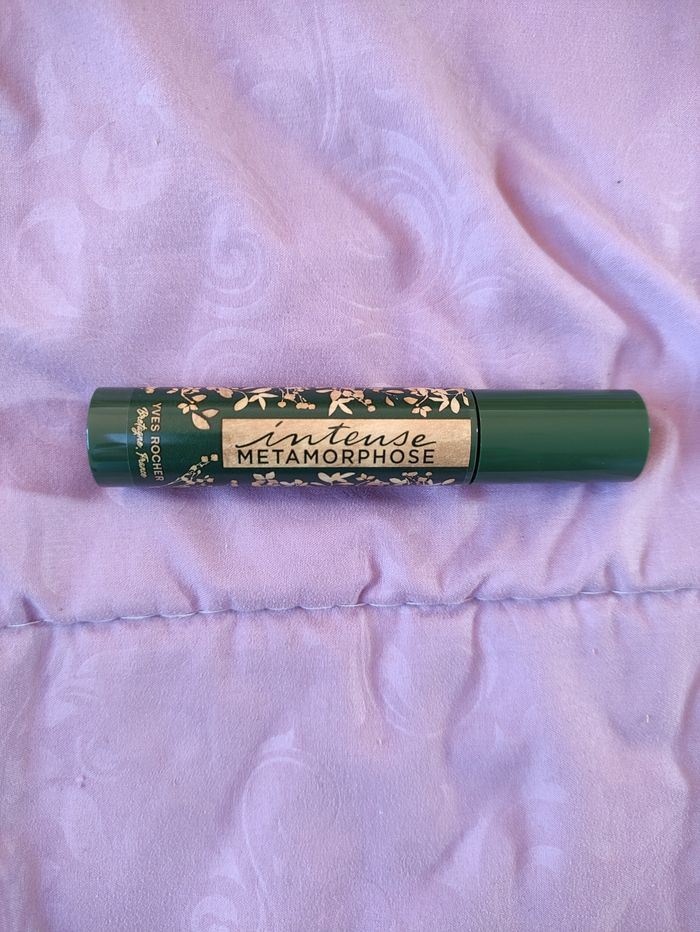 intense
METAMORPHOSE
YVES ROCHER
Bretagne, France